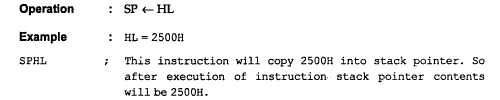 Operation : SP ← HL
Example : HL = 2500H
SPHL ; This instruction will copy 2500H into stack pointer. So
after execution of instruction stack pointer contents
will be 2500H.